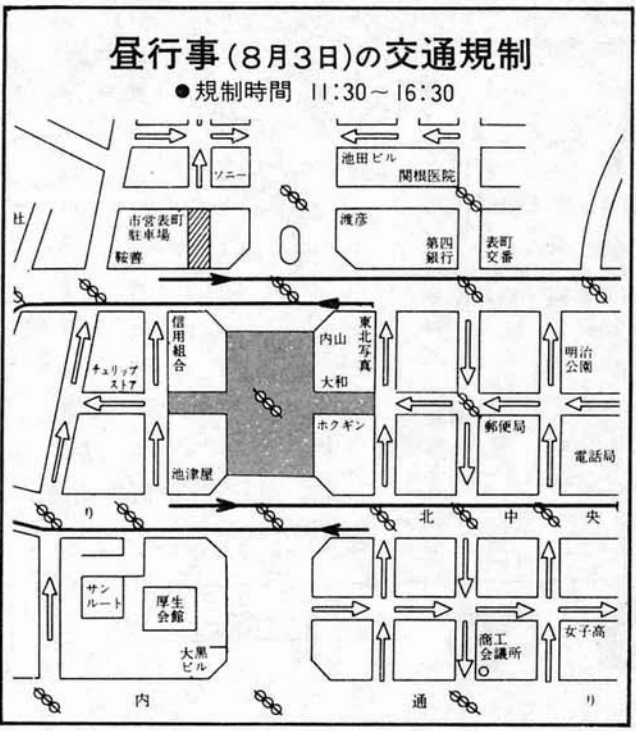 昼行事(8月3日)の交通規制
●規制時間 11:30~16:30
池田ビル
ソニー
関根医院
社
市営表町
駐車場
鞍善
渡彦
第四
銀行
表町
交番
信用組合
内山
東北写真
明治
公園
チュリップ
ストア
大和
ホクギン
郵便局
池津屋
電話局
り
北
中
央
サン
ルート
厚生
会館
大黒
ビル
商工
会議所
女子高
内
通
り